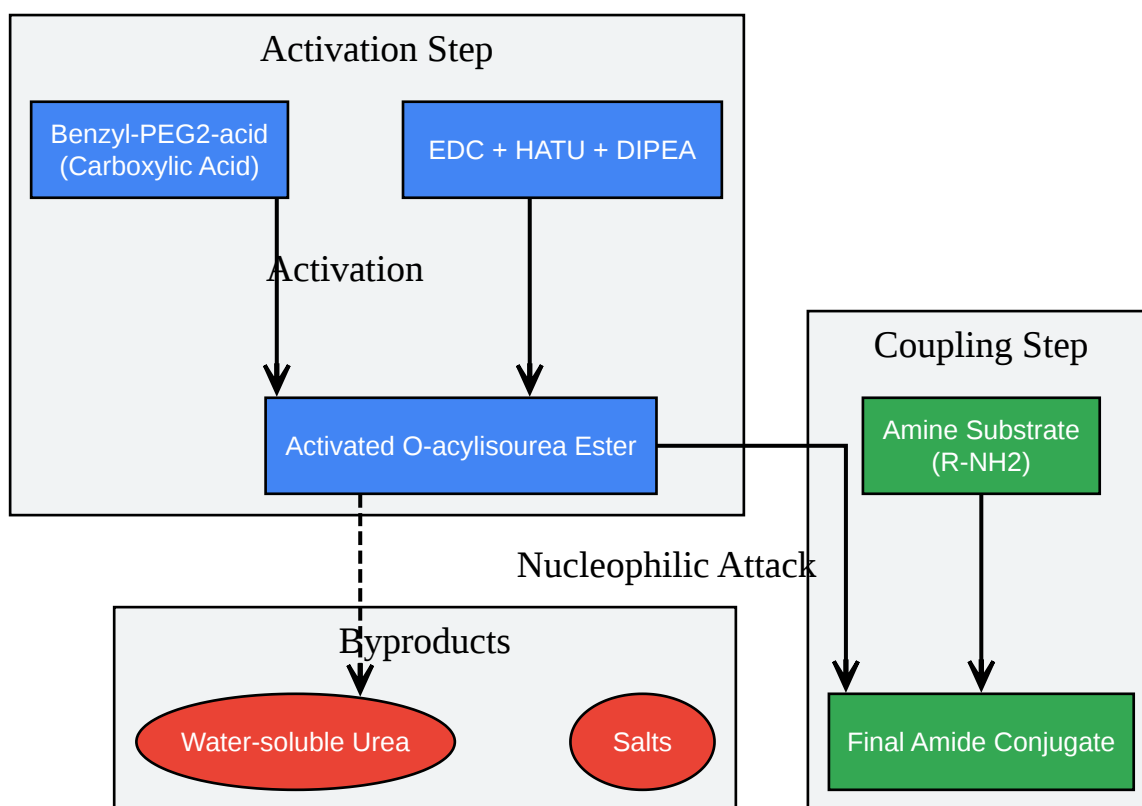 Activation Step
Benzyl-PEG2-acid
(Carboxylic Acid)
EDC + HATU + DIPEA
Activation
Activated O-acylisourea Ester
Coupling Step
Amine Substrate
(R-NH2)
Nucleophilic Attack
Byproducts
Water-soluble Urea
Salts
Final Amide Conjugate